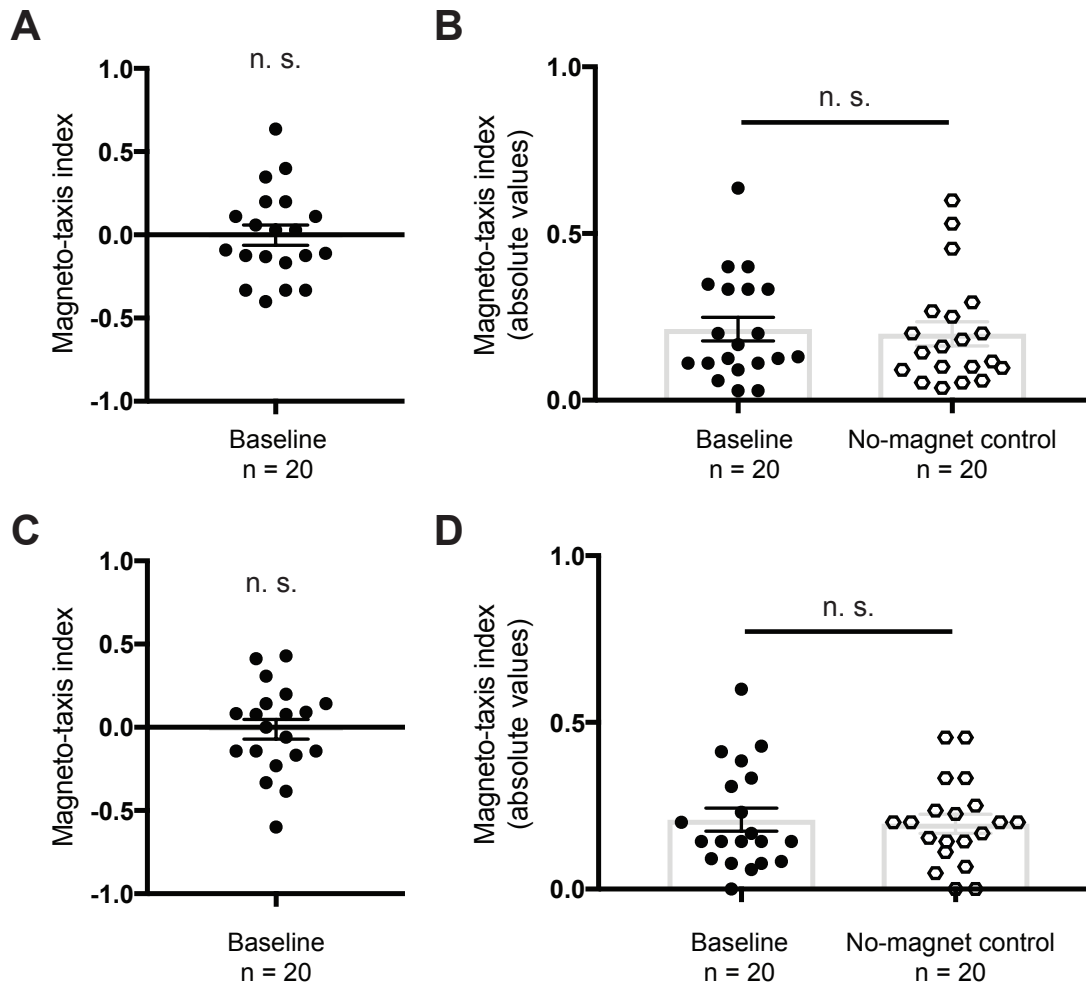 A
n. s.
1.0
0.5
0.0
-0.5
-1.0
Magneto-taxis index
Baseline
n = 20
B
n. s.
1.0
0.5
0.0
Magneto-taxis index
(absolute values)
Baseline
n = 20
No-magnet control
n = 20
C
n. s.
1.0
0.5
0.0
-0.5
-1.0
Magneto-taxis index
Baseline
n = 20
D
n. s.
1.0
0.5
0.0
Magneto-taxis index
(absolute values)
Baseline
n = 20
No-magnet control
n = 20